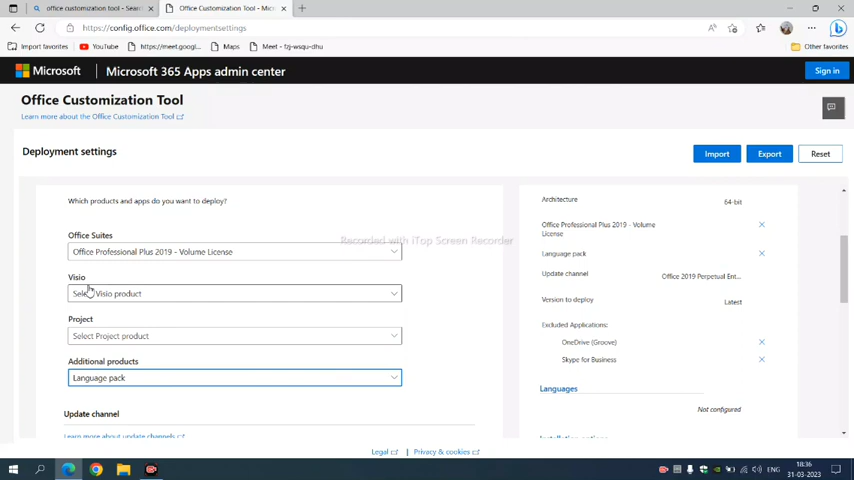 office customization tool - Sear
Office Customization Tool - Micr
https://config.office.com/deploymentsettings
Import favorites
YouTube
https://meet.googl...
Maps
Meet - tzj-wsqu-dhu
Other favorites
Microsoft
Microsoft 365 Apps admin center
Sign in
Office Customization Tool
Learn more about the Office Customization Tool
Deployment settings
Import
Export
Reset
Which products and apps do you want to deploy?
Office Suites
Office Professional Plus 2019 - Volume License
Visio
Select Visio product
Project
Select Project product
Additional products
Language pack
Update channel
Learn more about update channels
Architecture
64-bit
Office Professional Plus 2019 - Volume
License
Language pack
Update channel
Office 2019 Perpetual Ent...
Version to deploy
Latest
Excluded Applications:
OneDrive (Groove)
Skype for Business
Languages
Not configured
Recorded with iTop Screen Recorder
Legal
Privacy & cookies
ENG
18:36
31-03-2023